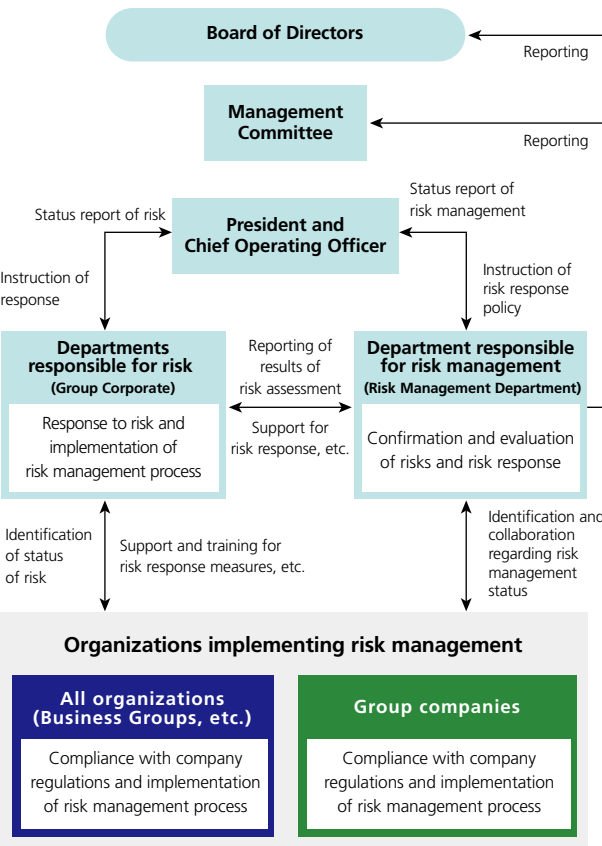 Board of Directors
Reporting
Management
Committee
Reporting
Status report of risk
Status report of
risk management
President and
Chief Operating Officer
Instruction of
response
Instruction of
risk response
policy
Departments
responsible for risk
(Group Corporate)
Response to risk and
implementation of
risk management process
Reporting of
results of
risk assessment
Support for
risk response, etc.
Department responsible
for risk management
(Risk Management Department)
Confirmation and evaluation
of risks and risk response
Identification
of status
of risk
Support and training for
risk response measures, etc.
Identification and
collaboration
regarding risk
management
status
Organizations implementing risk management
All organizations
(Business Groups, etc.)
Compliance with company
regulations and implementation
of risk management process
Group companies
Compliance with company
regulations and implementation
of risk management process